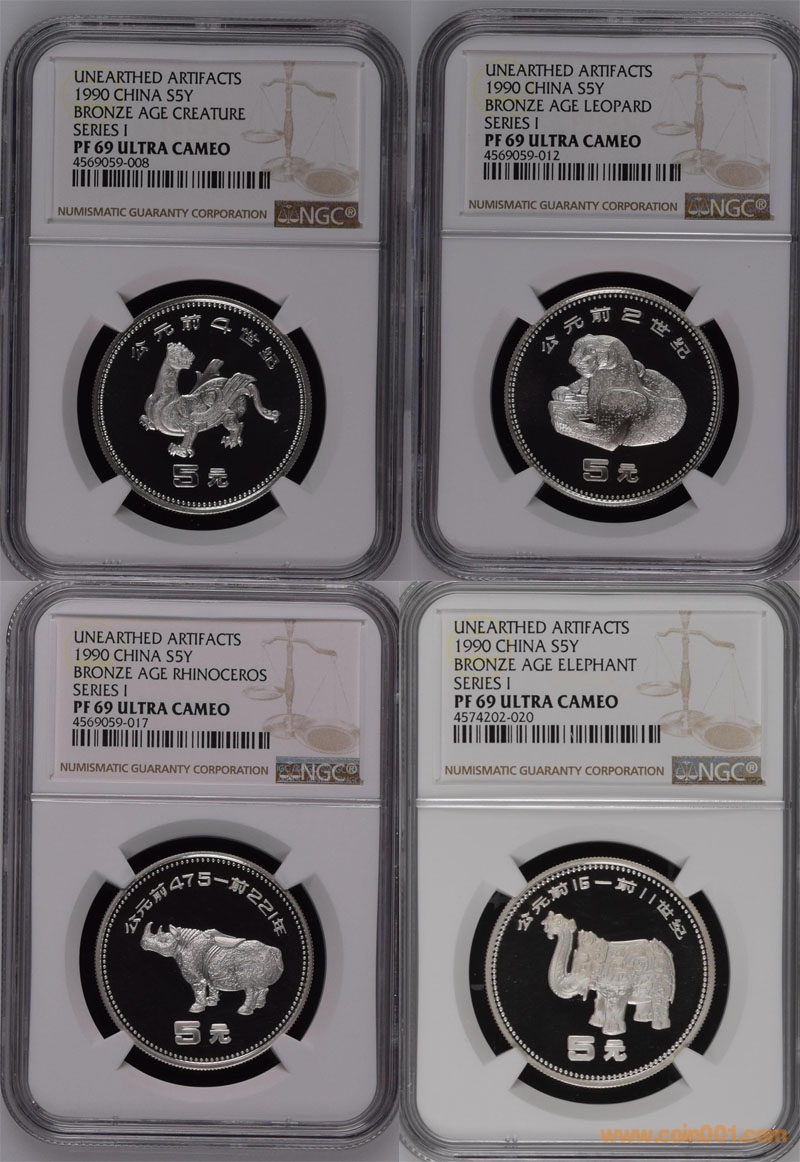 UNEARTHED ARTIFACTS
1990 CHINA S5Y
BRONZE AGE CREATURE
SERIES I
PF 69 ULTRA CAMEO
4569059-008
NUMISMATIC GUARANTY CORPORATION NGC®
公元前4世纪
5元
UNEARTHED ARTIFACTS
1990 CHINA S5Y
BRONZE AGE LEOPARD
SERIES I
PF 69 ULTRA CAMEO
4569059-012
NUMISMATIC GUARANTY CORPORATION NGC®
公元前2世纪
5元
UNEARTHED ARTIFACTS
1990 CHINA S5Y
BRONZE AGE RHINOCEROS
SERIES I
PF 69 ULTRA CAMEO
4569059-017
NUMISMATIC GUARANTY CORPORATION NGC®
公元前475-前221年
5元
UNEARTHED ARTIFACTS
1990 CHINA S5Y
BRONZE AGE ELEPHANT
SERIES I
PF 69 ULTRA CAMEO
4574202-020
NUMISMATIC GUARANTY CORPORATION NGC®
公元前16-前11世纪
5元
www.coin001.com